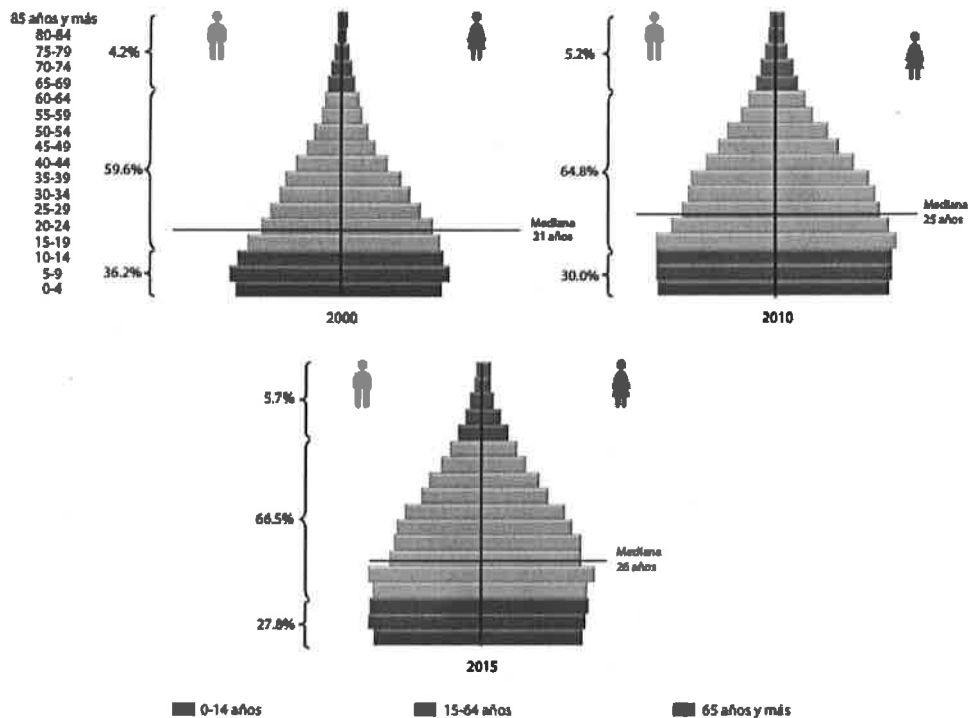 85 años y más
80-84
75-79
70-74
65-69
60-64
55-59
50-54
45-49
40-44
35-39
30-34
25-29
20-24
15-19
10-14
5-9
0-4
4.2%
59.6%
36.2%
Mediana
21 años
2000
5.2%
64.8%
30.0%
Mediana
25 años
2010
5.7%
66.5%
27.8%
Mediana
26 años
2015
0-14 años
15-64 años
65 años y más